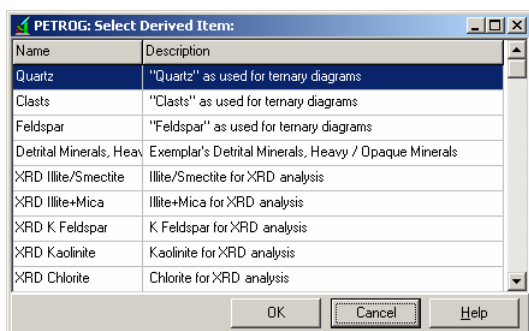 PETROG: Select Derived Item:
Name Description
Quartz "Quartz" as used for ternary diagrams
Clasts "Clasts" as used for ternary diagrams
Feldspar "Feldspar" as used for ternary diagrams
Detrital Minerals, Heav Exemplar's Detrital Minerals, Heavy / Opaque Minerals
XRD Illite/Smectite Illite/Smectite for XRD analysis
XRD Illite+Mica Illite+Mica for XRD analysis
XRD K Feldspar K Feldspar for XRD analysis
XRD Kaolinite Kaolinite for XRD analysis
XRD Chlorite Chlorite for XRD analysis
OK Cancel Help